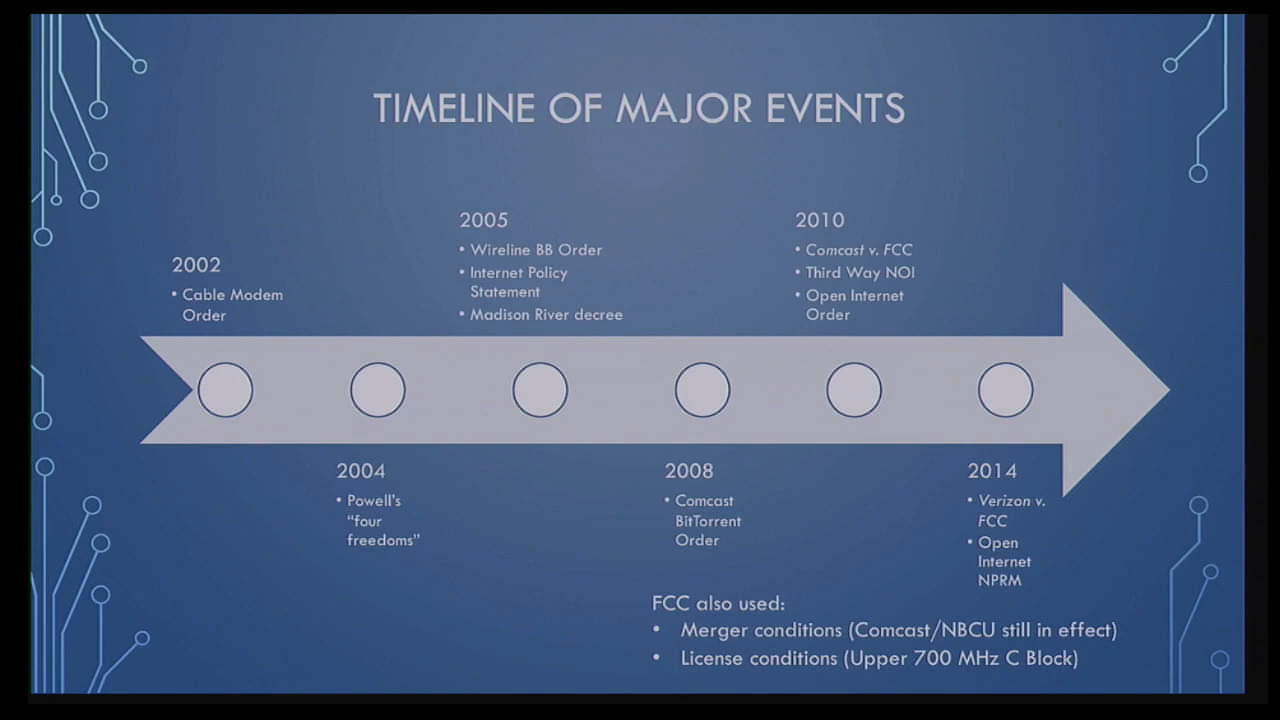 TIMELINE OF MAJOR EVENTS
2002
• Cable Modem
Order
2004
• Powell's
“four
freedoms”
2005
• Wireline BB Order
• Internet Policy
Statement
• Madison River decree
2008
• Comcast
BitTorrent
Order
2010
• Comcast v. FCC
• Third Way NOI
• Open Internet
Order
2014
• Verizon v.
FCC
• Open
Internet
NPRM
FCC also used:
• Merger conditions (Comcast/NBCU still in effect)
• License conditions (Upper 700 MHz C Block)